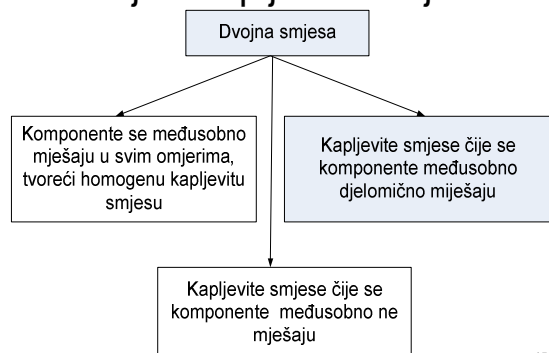 Dvojna smjesa
Komponente se međusobno
mješaju u svim omjerima,
tvoreći homogenu kapljevitu
smjesu
Kapljevite smjese čije se
komponente međusobno
djelomično miješaju
Kapljevite smjese čije se
komponente međusobno ne
mješaju